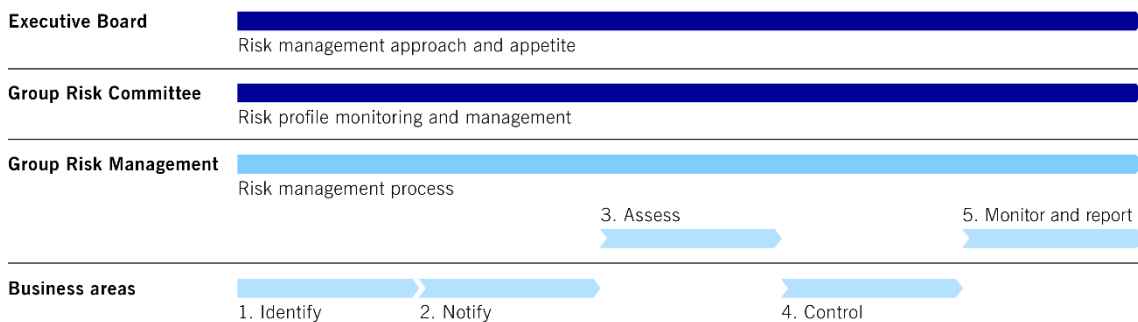 Executive Board
Risk management approach and appetite
Group Risk Committee
Risk profile monitoring and management
Group Risk Management
Risk management process
3. Assess
5. Monitor and report
Business areas
1. Identify
2. Notify
4. Control